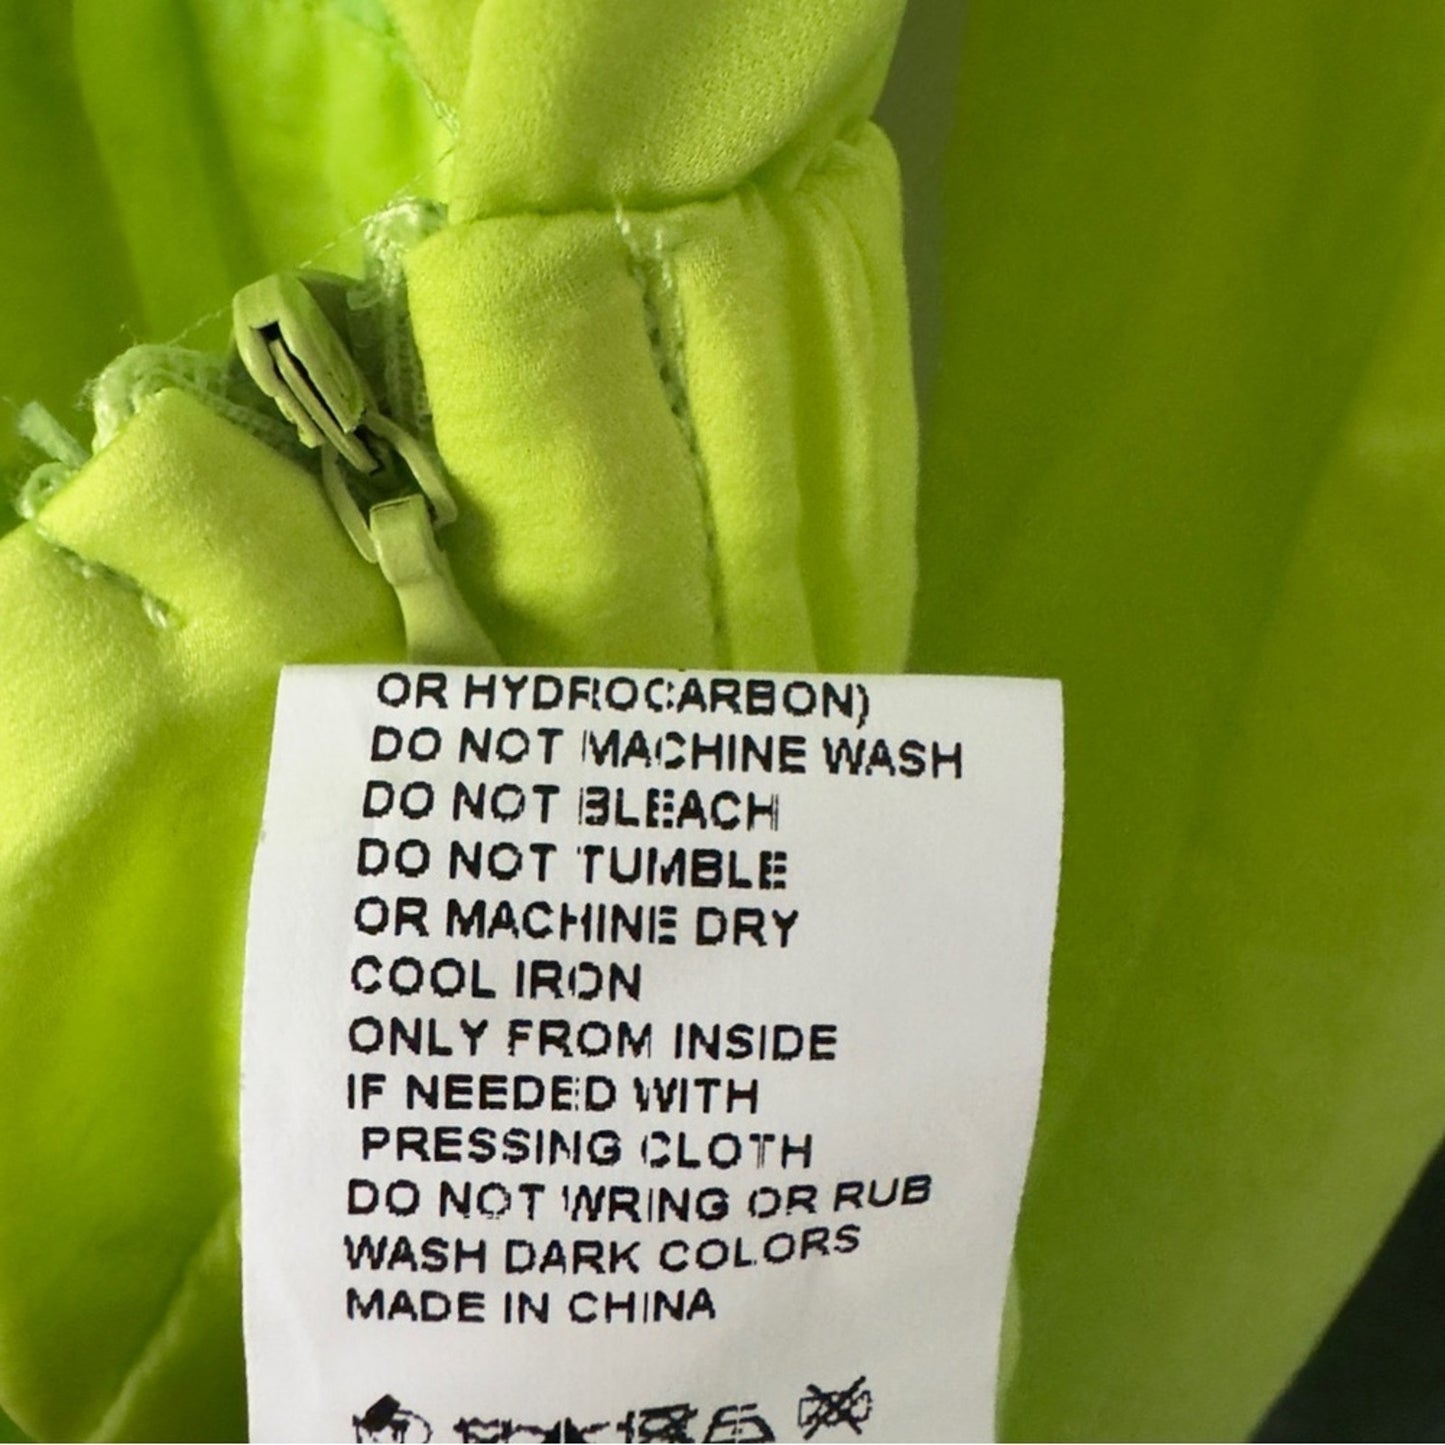 OR HYDROCARBON)
DO NOT MACHINE WASH
DO NOT BLEACH
DO NOT TUMBLE
OR MACHINE DRY
COOL IRON
ONLY FROM INSIDE
IF NEEDED WITH
PRESSING CLOTH
DO NOT WRING OR RUB
WASH DARK COLORS
MADE IN CHINA